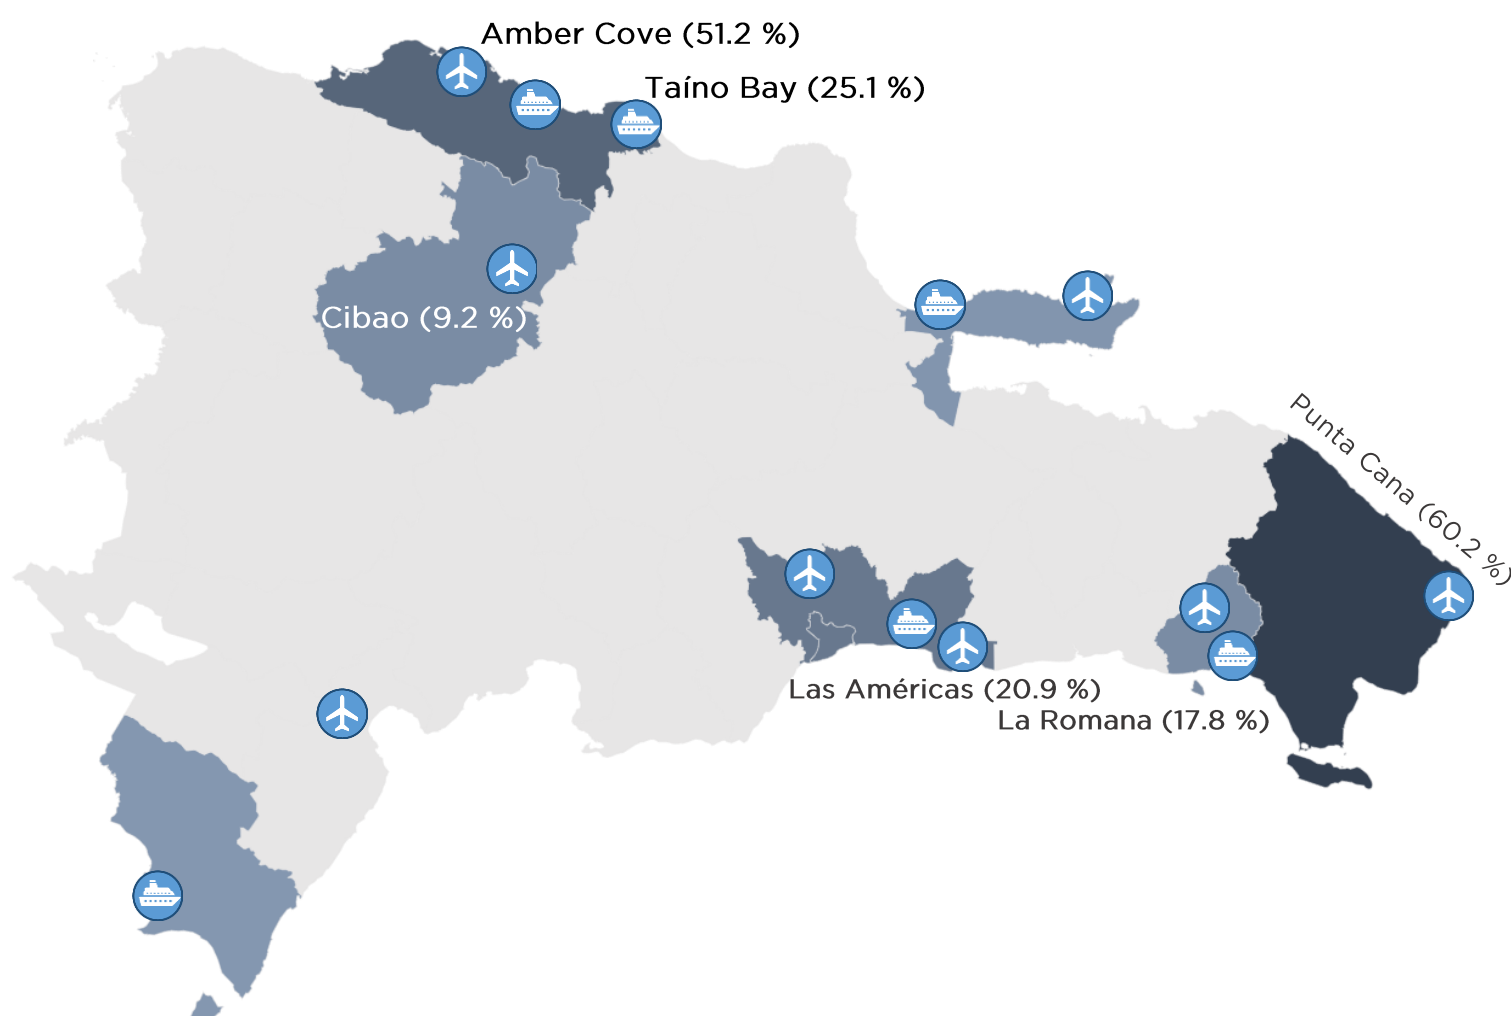 Amber Cove (51.2 %)
Taíno Bay (25.1 %)
Cibao (9.2 %)
Punta Cana (60.2 %)
Las Américas (20.9 %)
La Romana (17.8 %)